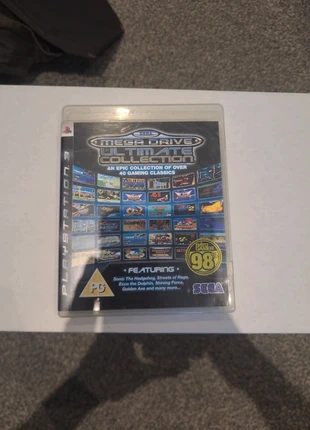 PLAYSTATION 3
SEGA
MEGA DRIVE
ULTIMATE
COLLECTION
AN EPIC COLLECTION OF OVER
40 GAMING CLASSICS
• FEATURING •
Sonic The Hedgehog, Streets of Rage,
Ecco the Dolphin, Shining Force,
Golden Axe and many more...
PG
98
SEGA